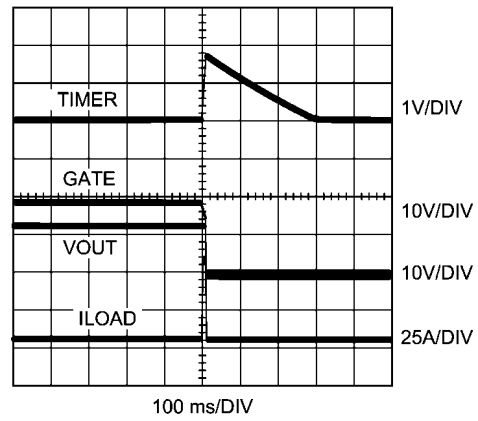 TIMER
1V/DIV
GATE
10V/DIV
VOUT
10V/DIV
ILOAD
25A/DIV
100 ms/DIV